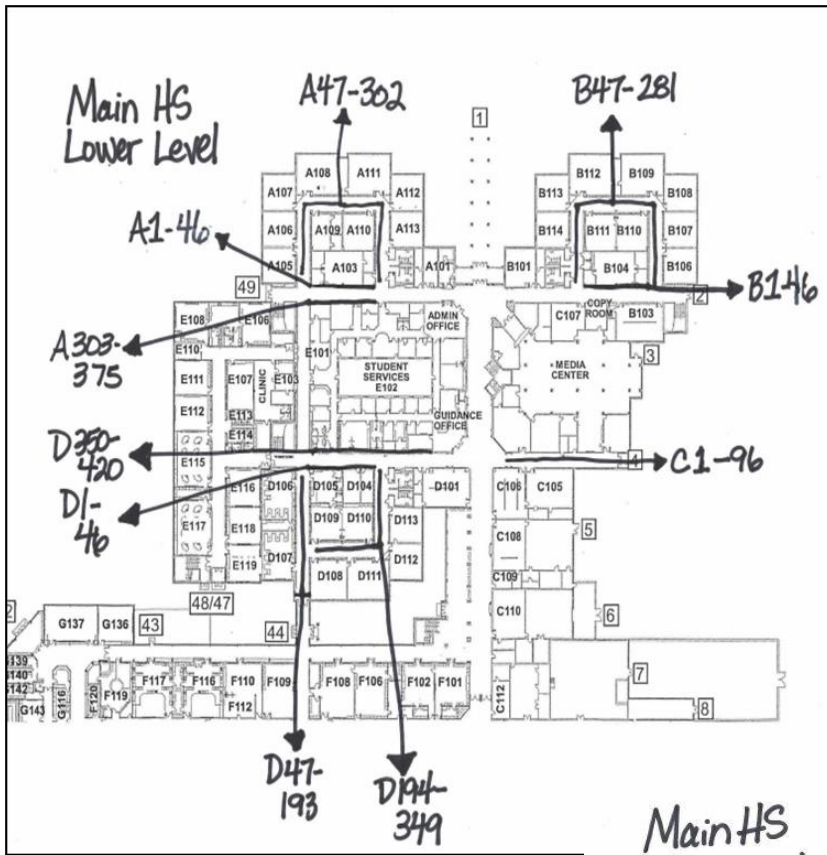 Main HS
Lower Level
A47-302
B47-281
1
A108
A111
B112
B109
A107
A112
B113
B108
A106
A109
A110
A113
B114
B111
B110
B107
A1-46
A105
A103
A101
B101
B104
B106
49
2
B1-46
E108
E106
ADMIN
OFFICE
C107
COPY
ROOM
B103
E110
E101
3
A303-
375
E111
E107
CLINIC
E103
STUDENT
SERVICES
E102
MEDIA
CENTER
E112
E113
E114
GUIDANCE
OFFICE
D350-
420
E115
4
C1-96
D1-
46
E116
D106
D105
D104
D101
C106
C105
E117
E118
D109
D110
D113
C108
5
E119
D107
D108
D111
D112
C109
48/47
C110
6
2
G137
G136
43
44
G139
G140
G142
G143
G116
F120
F119
F117
F116
F110
F112
F109
F108
F106
F102
F101
C112
7
8
D47-
193
D194-
349
Main HS